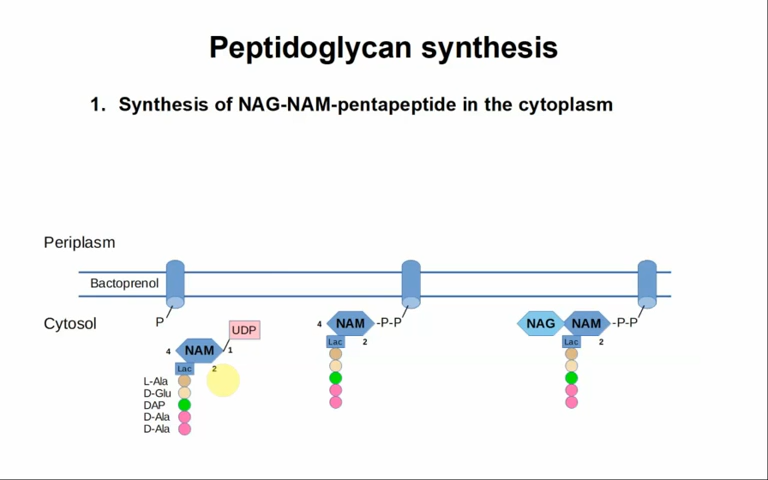 Peptidoglycan synthesis
1. Synthesis of NAG-NAM-pentapeptide in the cytoplasm
Periplasm
Bactoprenol
Cytosol
P
UDP
4 NAM 1
Lac 2
L-Ala
D-Glu
DAP
D-Ala
D-Ala
4 NAM -P-P
Lac 2
NAG NAM -P-P
Lac 2